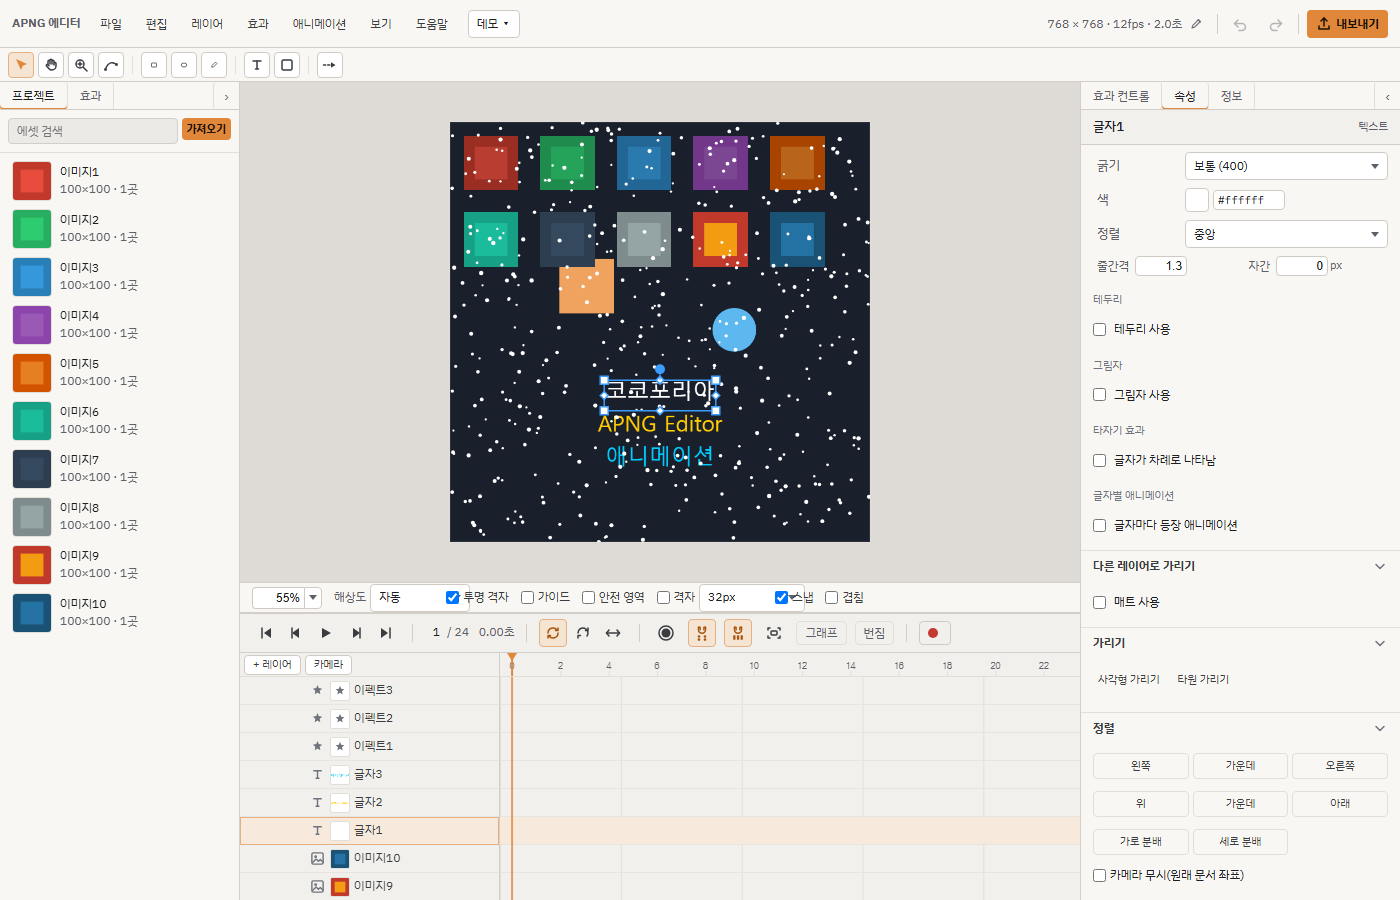 APNG 에디터 파일 편집 레이어 효과 애니메이션 보기 도움말 데모 768 × 768 · 12fps · 2.0초 내보내기
프로젝트 효과
에셋 검색 가져오기
이미지1
100×100 · 1곳
이미지2
100×100 · 1곳
이미지3
100×100 · 1곳
이미지4
100×100 · 1곳
이미지5
100×100 · 1곳
이미지6
100×100 · 1곳
이미지7
100×100 · 1곳
이미지8
100×100 · 1곳
이미지9
100×100 · 1곳
이미지10
100×100 · 1곳
코코포리아
APNG Editor
애니메이션
55% 해상도 자동 투명 격자 가이드 안전 영역 격자 32px 스냅 겹침
1 / 24 0.00초 그래프 번짐
+ 레이어 카메라 0 2 4 6 8 10 12 14 16 18 20 22
이펙트3
이펙트2
이펙트1
글자3
글자2
글자1
이미지10
이미지9
효과 컨트롤 속성 정보
글자1 텍스트
굵기 보통 (400)
색 #ffffff
정렬 중앙
줄간격 1.3 자간 0 px
테두리
테두리 사용
그림자
그림자 사용
타자기 효과
글자가 차례로 나타남
글자별 애니메이션
글자마다 등장 애니메이션
다른 레이어로 가리기
매트 사용
가리기
사각형 가리기 타원 가리기
정렬
왼쪽 가운데 오른쪽
위 가운데 아래
가로 분배 세로 분배
카메라 무시(원래 문서 좌표)